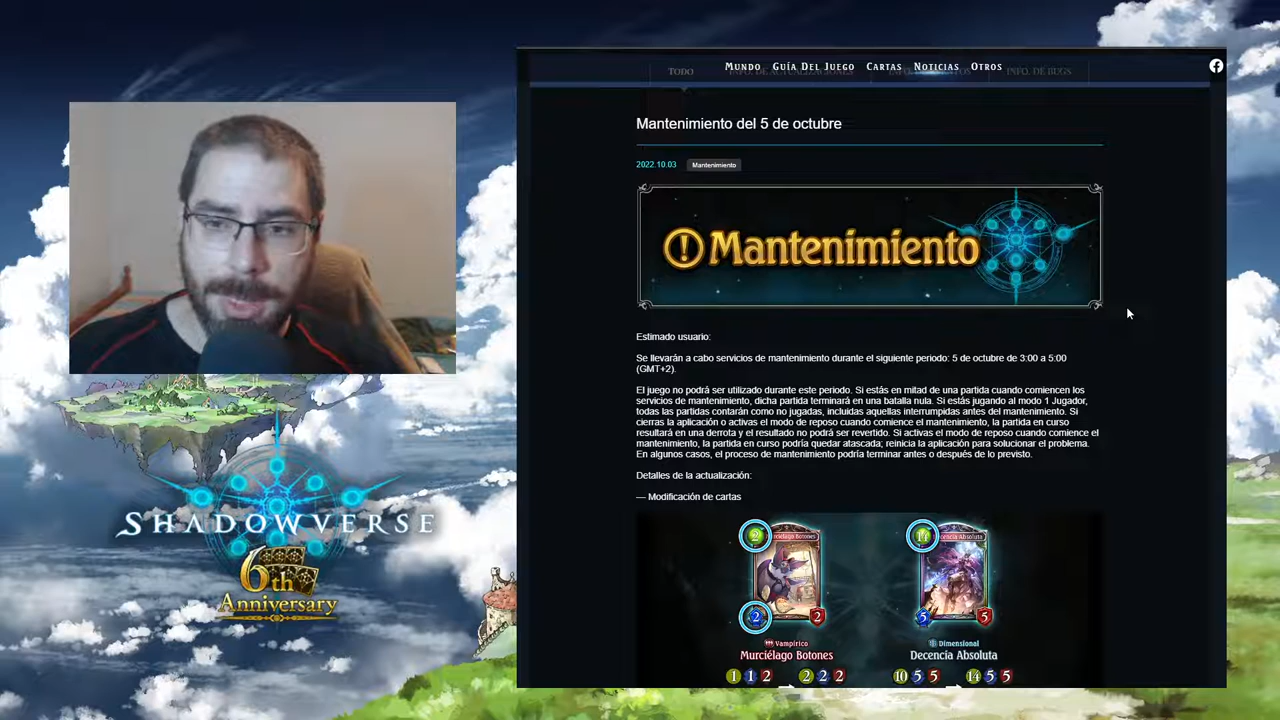 MUNDO GUÍA DEL JUEGO CARTAS NOTICIAS OTROS
TODO INFO. DE BUGS
Mantenimiento del 5 de octubre
2022.10.03 Mantenimiento
Mantenimiento
Estimado usuario:
Se llevarán a cabo servicios de mantenimiento durante el siguiente periodo: 5 de octubre de 3:00 a 5:00
(GMT+2).
El juego no podrá ser utilizado durante este periodo. Si estás en mitad de una partida cuando comiencen los
servicios de mantenimiento, dicha partida terminará en una batalla nula. Si estás jugando al modo 1 Jugador,
todas las partidas contarán como no jugadas, incluidas aquellas interrumpidas antes del mantenimiento. Si
cierras la aplicación o activas el modo de reposo cuando comience el mantenimiento, la partida en curso
resultará en una derrota y el resultado no podrá ser revertido. Si activas el modo de reposo cuando comience el
mantenimiento, la partida en curso podría quedar atascada; reinicia la aplicación para solucionar el problema.
En algunos casos, el proceso de mantenimiento podría terminar antes o después de lo previsto.
Detalles de la actualización:
— Modificación de cartas
2 Murciélago Botones
14 Decencia Absoluta
2 2
5 5
Vampírico
Murciélago Botones
1 1 2 2 2 2
Dimensional
Decencia Absoluta
10 5 5 14 5 5
SHADOWVERSE
6th
Anniversary